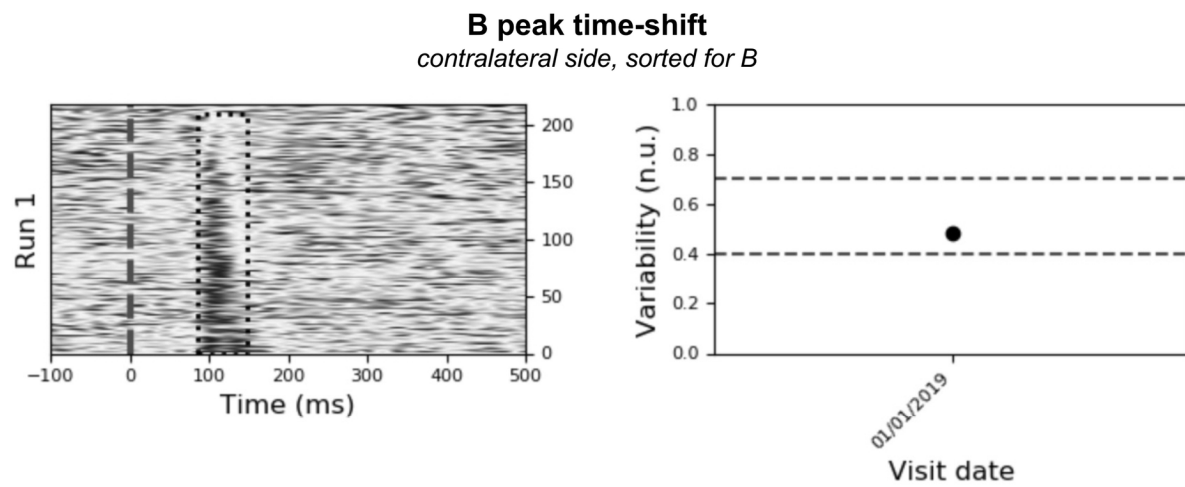 B peak time-shift
contralateral side, sorted for B
Run 1
200
150
100
50
0
−100 0 100 200 300 400 500
Time (ms)
Variability (n.u.)
1.0
0.8
0.6
0.4
0.2
0.0
01/01/2019
Visit date